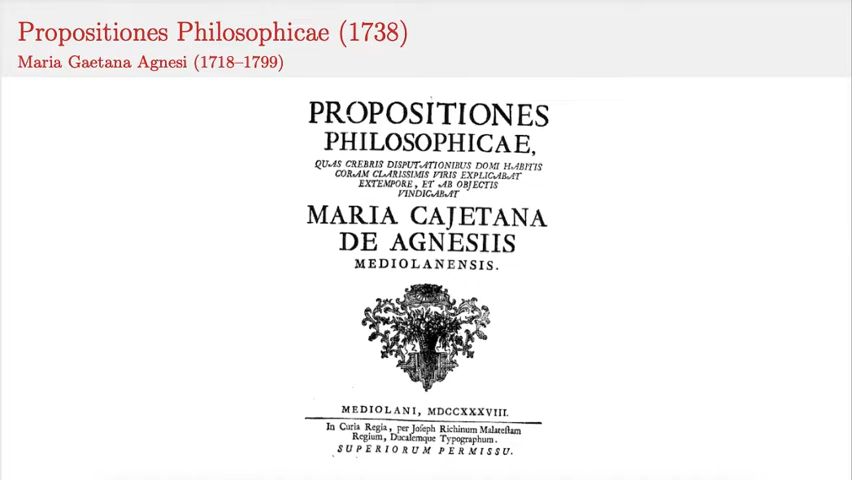 Propositiones Philosophicae (1738)
Maria Gaetana Agnesi (1718–1799)
PROPOSITIONES
PHILOSOPHICAE,
QUAS CREBRIS DISPUTATIONIBUS DOMI HABITIS
CORAM CLARISSIMIS VIRIS EXPLICABAT
EXTEMPORE, ET AB OBJECTIS
VINDICABAT
MARIA CAJETANA
DE AGNESIIS
MEDIOLANENSIS.
MEDIOLANI, MDCCXXXVIII.
In Curia Regia, per Joſeph Richinum Malateſtam
Regium, Ducalemque Typographum.
SUPERIORUM PERMISSU.